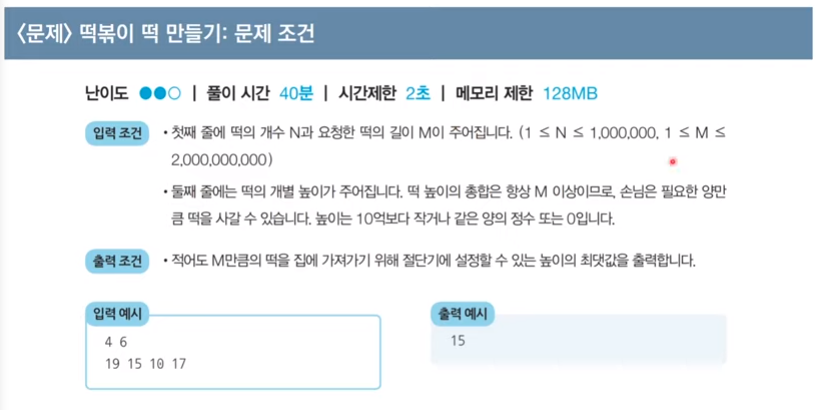 〈문제〉 떡볶이 떡 만들기: 문제 조건
난이도 ●●○ | 풀이 시간 40분 | 시간제한 2초 | 메모리 제한 128MB
입력 조건 • 첫째 줄에 떡의 개수 N과 요청한 떡의 길이 M이 주어집니다. (1 ≤ N ≤ 1,000,000, 1 ≤ M ≤
2,000,000,000)
• 둘째 줄에는 떡의 개별 높이가 주어집니다. 떡 높이의 총합은 항상 M 이상이므로, 손님은 필요한 양만
큼 떡을 사갈 수 있습니다. 높이는 10억보다 작거나 같은 양의 정수 또는 0입니다.
출력 조건 • 적어도 M만큼의 떡을 집에 가져가기 위해 절단기에 설정할 수 있는 높이의 최댓값을 출력합니다.
입력 예시
4 6
19 15 10 17
출력 예시
15